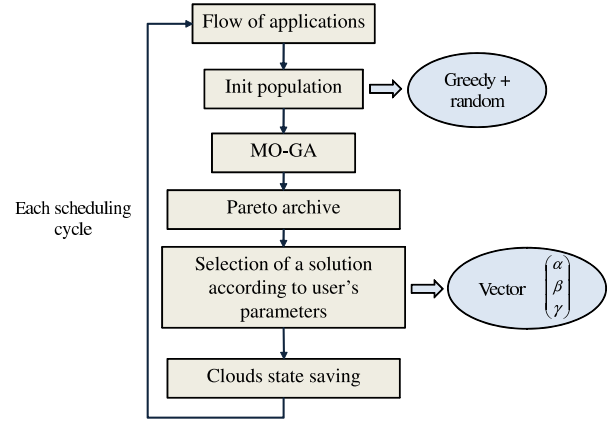 Flow of applications
Init population
Greedy +
random
MO-GA
Pareto archive
Each scheduling
cycle
Selection of a solution
according to user's
parameters
Vector
α
β
γ
Clouds state saving